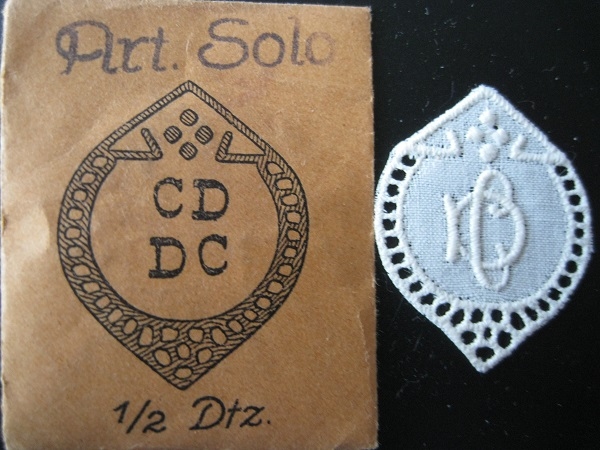 Art. Solo
CD
DC
1/2 Dtz.